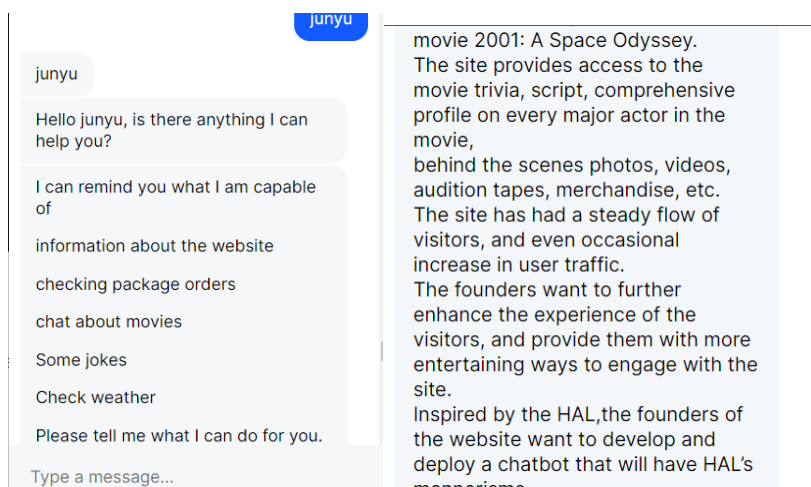 junyu
junyu
Hello junyu, is there anything I can
help you?
I can remind you what I am capable
of
information about the website
checking package orders
chat about movies
Some jokes
Check weather
Please tell me what I can do for you.
Type a message...
movie 2001: A Space Odyssey.
The site provides access to the
movie trivia, script, comprehensive
profile on every major actor in the
movie,
behind the scenes photos, videos,
audition tapes, merchandise, etc.
The site has had a steady flow of
visitors, and even occasional
increase in user traffic.
The founders want to further
enhance the experience of the
visitors, and provide them with more
entertaining ways to engage with the
site.
Inspired by the HAL,the founders of
the website want to develop and
deploy a chatbot that will have HAL's